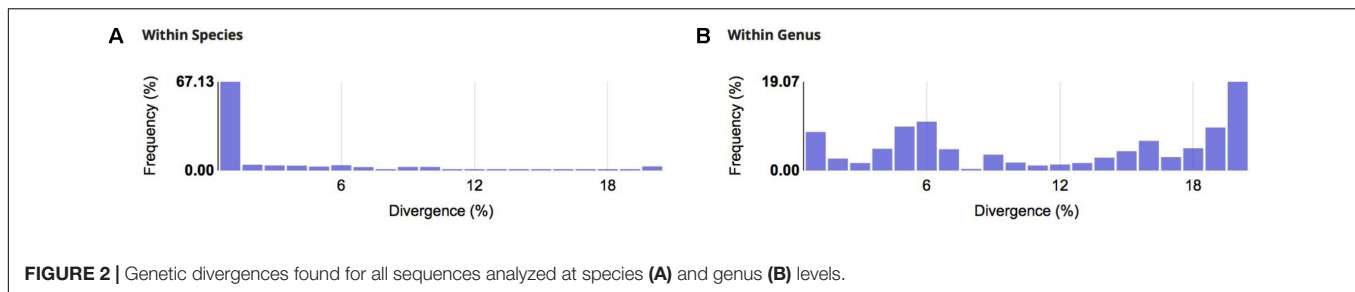 A Within Species
67.13
Frequency (%)
0.00
6 12 18
Divergence (%)
B Within Genus
19.07
Frequency (%)
0.00
6 12 18
Divergence (%)
FIGURE 2 | Genetic divergences found for all sequences analyzed at species (A) and genus (B) levels.